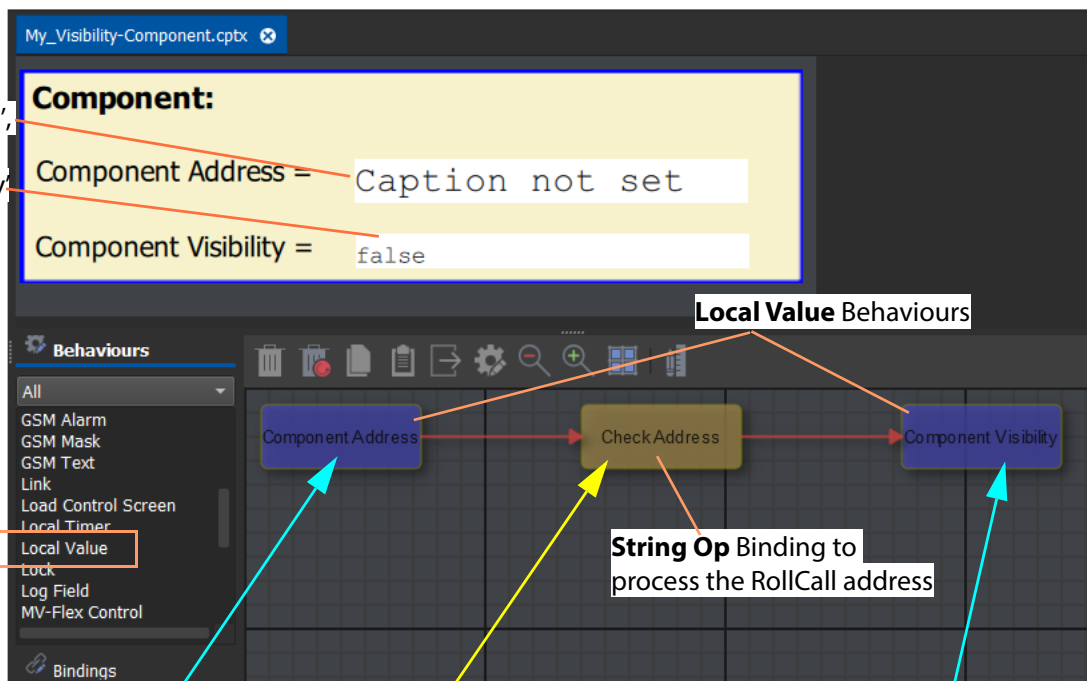 My_Visibility-Component.cptx
Component:
Component Address =
Caption not set
Component Visibility =
false
Local Value Behaviours
Behaviours
All
GSM Alarm
GSM Mask
GSM Text
Link
Load Control Screen
Local Timer
Local Value
Lock
Log Field
MV-Flex Control
Bindings
Component Address
Check Address
Component Visibility
String Op Binding to
process the RollCall address